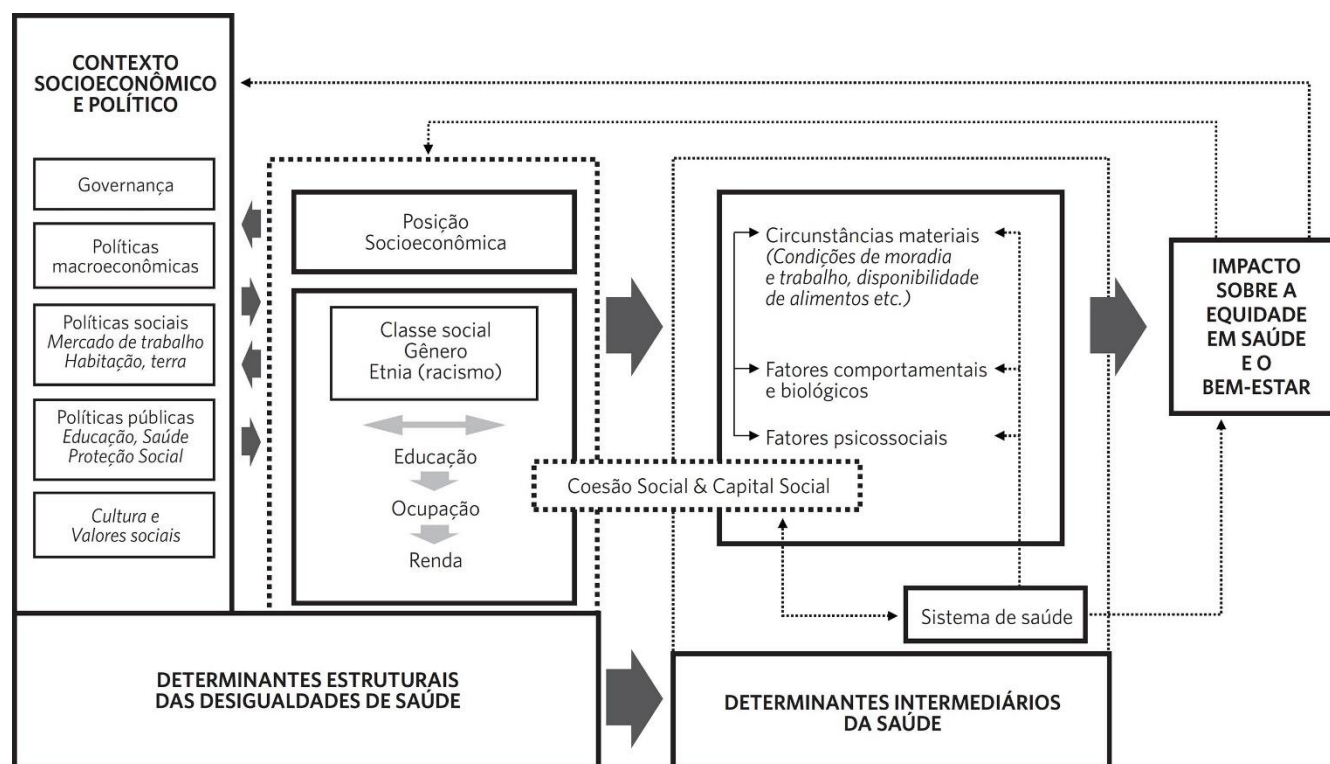 CONTEXTO
SOCIOECONÔMICO
E POLÍTICO
Governança
Políticas
macroeconômicas
Políticas sociais
Mercado de trabalho
Habitação, terra
Políticas públicas
Educação, Saúde
Proteção Social
Cultura e
Valores sociais
Posição
Socioeconômica
Classe social
Gênero
Etnia (racismo)
Educação
Ocupação
Renda
Circunstâncias materiais
(Condições de moradia
e trabalho, disponibilidade
de alimentos etc.)
Fatores comportamentais
e biológicos
Fatores psicossociais
Coesão Social & Capital Social
Sistema de saúde
IMPACTO
SOBRE A
EQUIDADE
EM SAÚDE
E O
BEM-ESTAR
DETERMINANTES ESTRUTURAIS
DAS DESIGUALDADES DE SAÚDE
DETERMINANTES INTERMEDIÁRIOS
DA SAÚDE